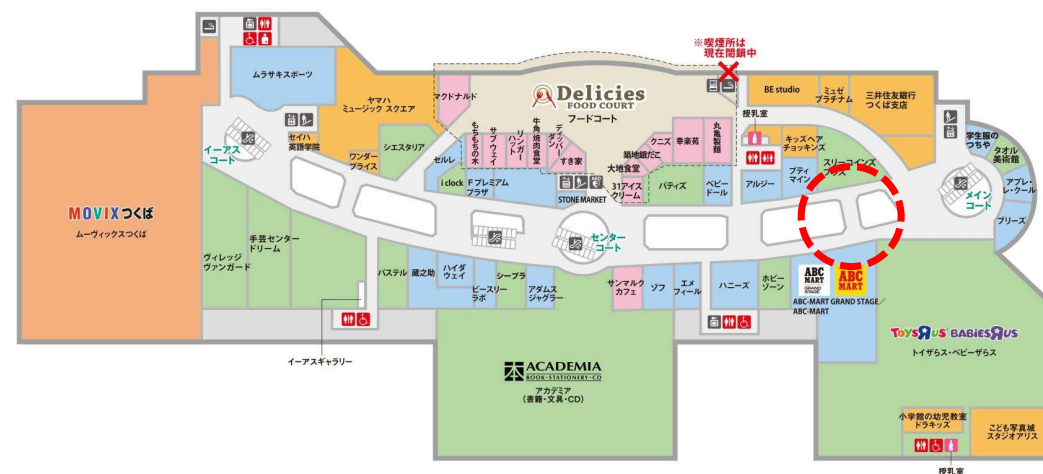 ※喫煙所は
現在閉鎖中
ムラサキスポーツ
ヤマハ
ミュージック スクエア
マクドナルド
Delicies
FOOD COURT
フードコート
BE studio
ミュゼ
プラチナム
三井住友銀行
つくば支店
授乳室
イーアス
コート
セイハ
英語学院
ワンダー
プライス
シエスタリア
セルレ
もちもちの木
サブウェイ
リンガー
ハット
牛角焼肉食堂
ディッパー
ダン
すき家
築地銀だこ
大地食堂
クニズ
幸楽苑
丸亀製麺
キッズヘア
チョッキンズ
スリーコインズ
プラス
学生服の
つちや
タオル
美術館
アプレ・
レ・クール
ブリーズ
メイン
コート
i clock
Fプレミアム
プラザ
AED
STONE MARKET
31アイス
クリーム
パティズ
ベビー
ドール
アルジー
プティ
マイン
MOVIXつくば
ムーヴィックスつくば
ヴィレッジ
ヴァンガード
手芸センター
ドリーム
センター
コート
パステル
蔵之助
ハイダ
ウェイ
ビースリー
ラボ
シープラ
アダムス
ジャグラー
サンマルク
カフェ
ゾフ
エメ
フィール
ハニーズ
ホビー
ゾーン
ABC
MART
GRAND
STAGE
ABC
MART
ABC-MART GRAND STAGE／
ABC-MART
TOYSRUS BABIESRUS
トイザらス・ベビーザらス
イーアスギャラリー
ACADEMIA
BOOK・STATIONERY・CD
アカデミア
（書籍・文具・CD）
小学館の幼児教室
ドラキッズ
こども写真城
スタジオアリス
授乳室